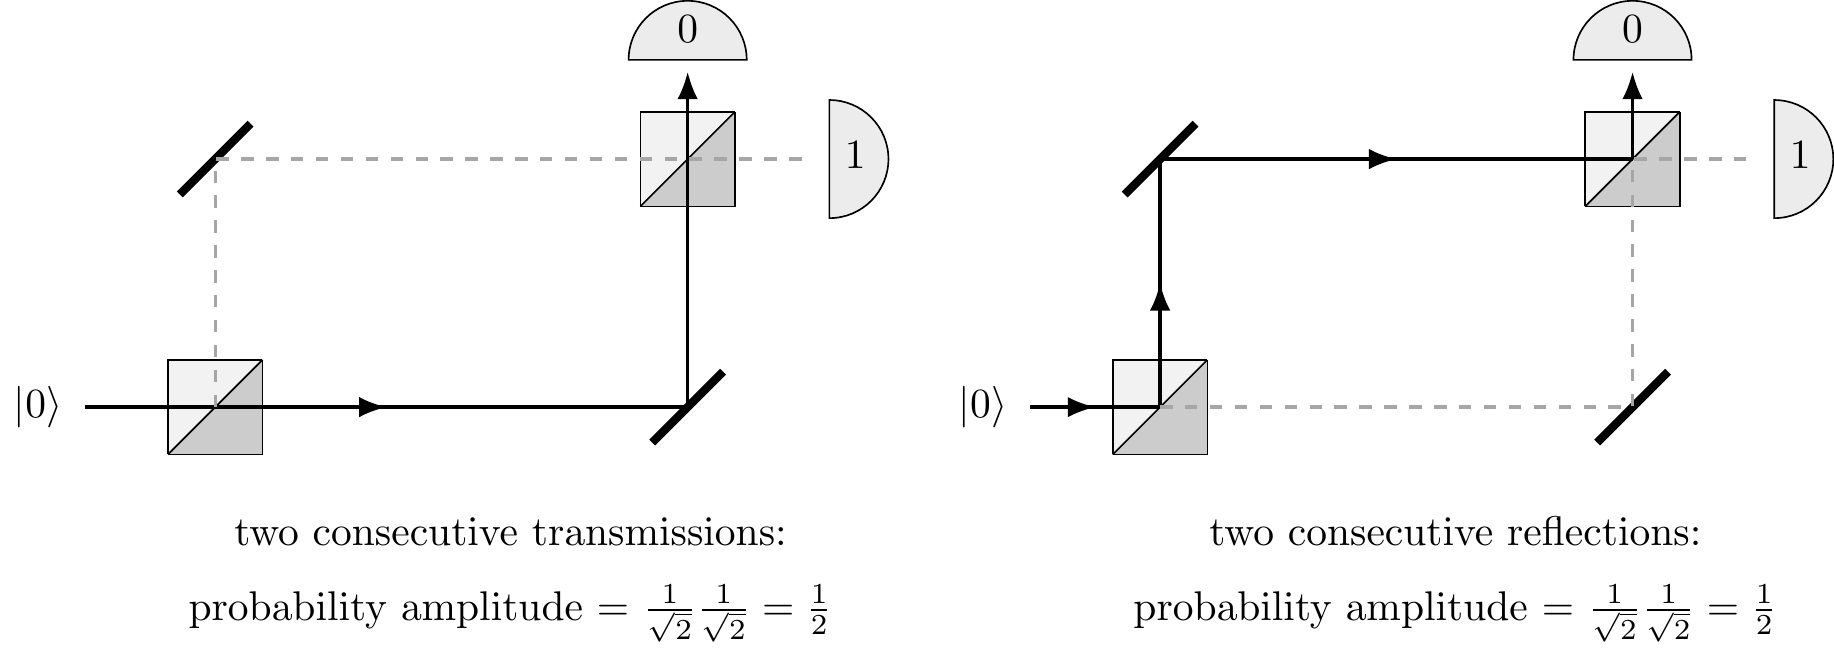 0
1
|0⟩
two consecutive transmissions:
probability amplitude = \frac{1}{\sqrt{2}} \frac{1}{\sqrt{2}} = \frac{1}{2}
0
1
|0⟩
two consecutive reflections:
probability amplitude = \frac{1}{\sqrt{2}} \frac{1}{\sqrt{2}} = \frac{1}{2}